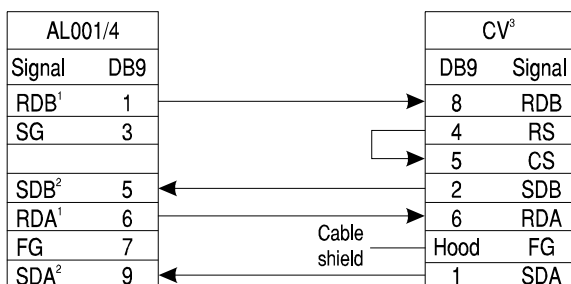 AL001/4 CV³
Signal DB9 DB9 Signal
RDB¹ 1 8 RDB
SG 3 4 RS
5 CS
SDB² 5 2 SDB
RDA¹ 6 6 RDA
FG 7 Cable shield Hood FG
SDA² 9 1 SDA